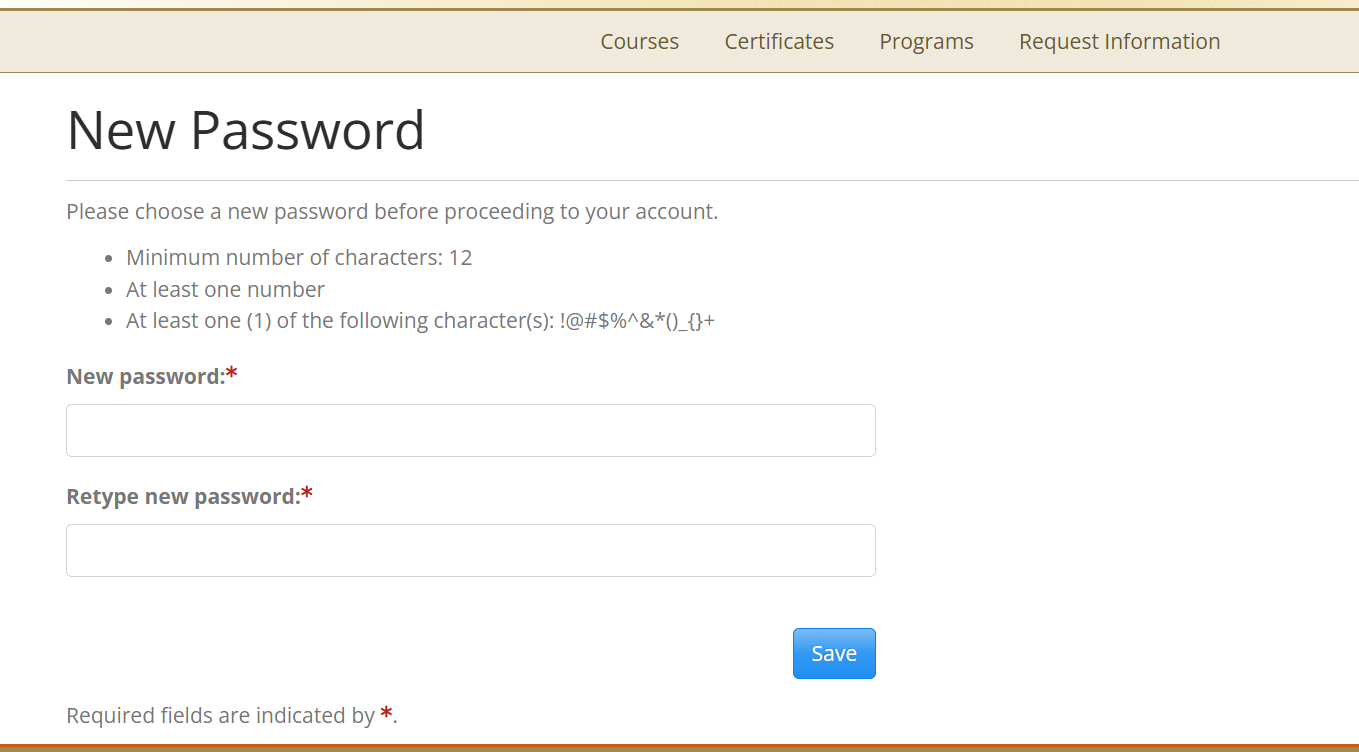 Courses Certificates Programs Request Information
New Password
Please choose a new password before proceeding to your account.
• Minimum number of characters: 12
• At least one number
• At least one (1) of the following character(s): !@#$%^&*()_{}+
New password:*
Retype new password:*
Save
Required fields are indicated by *.